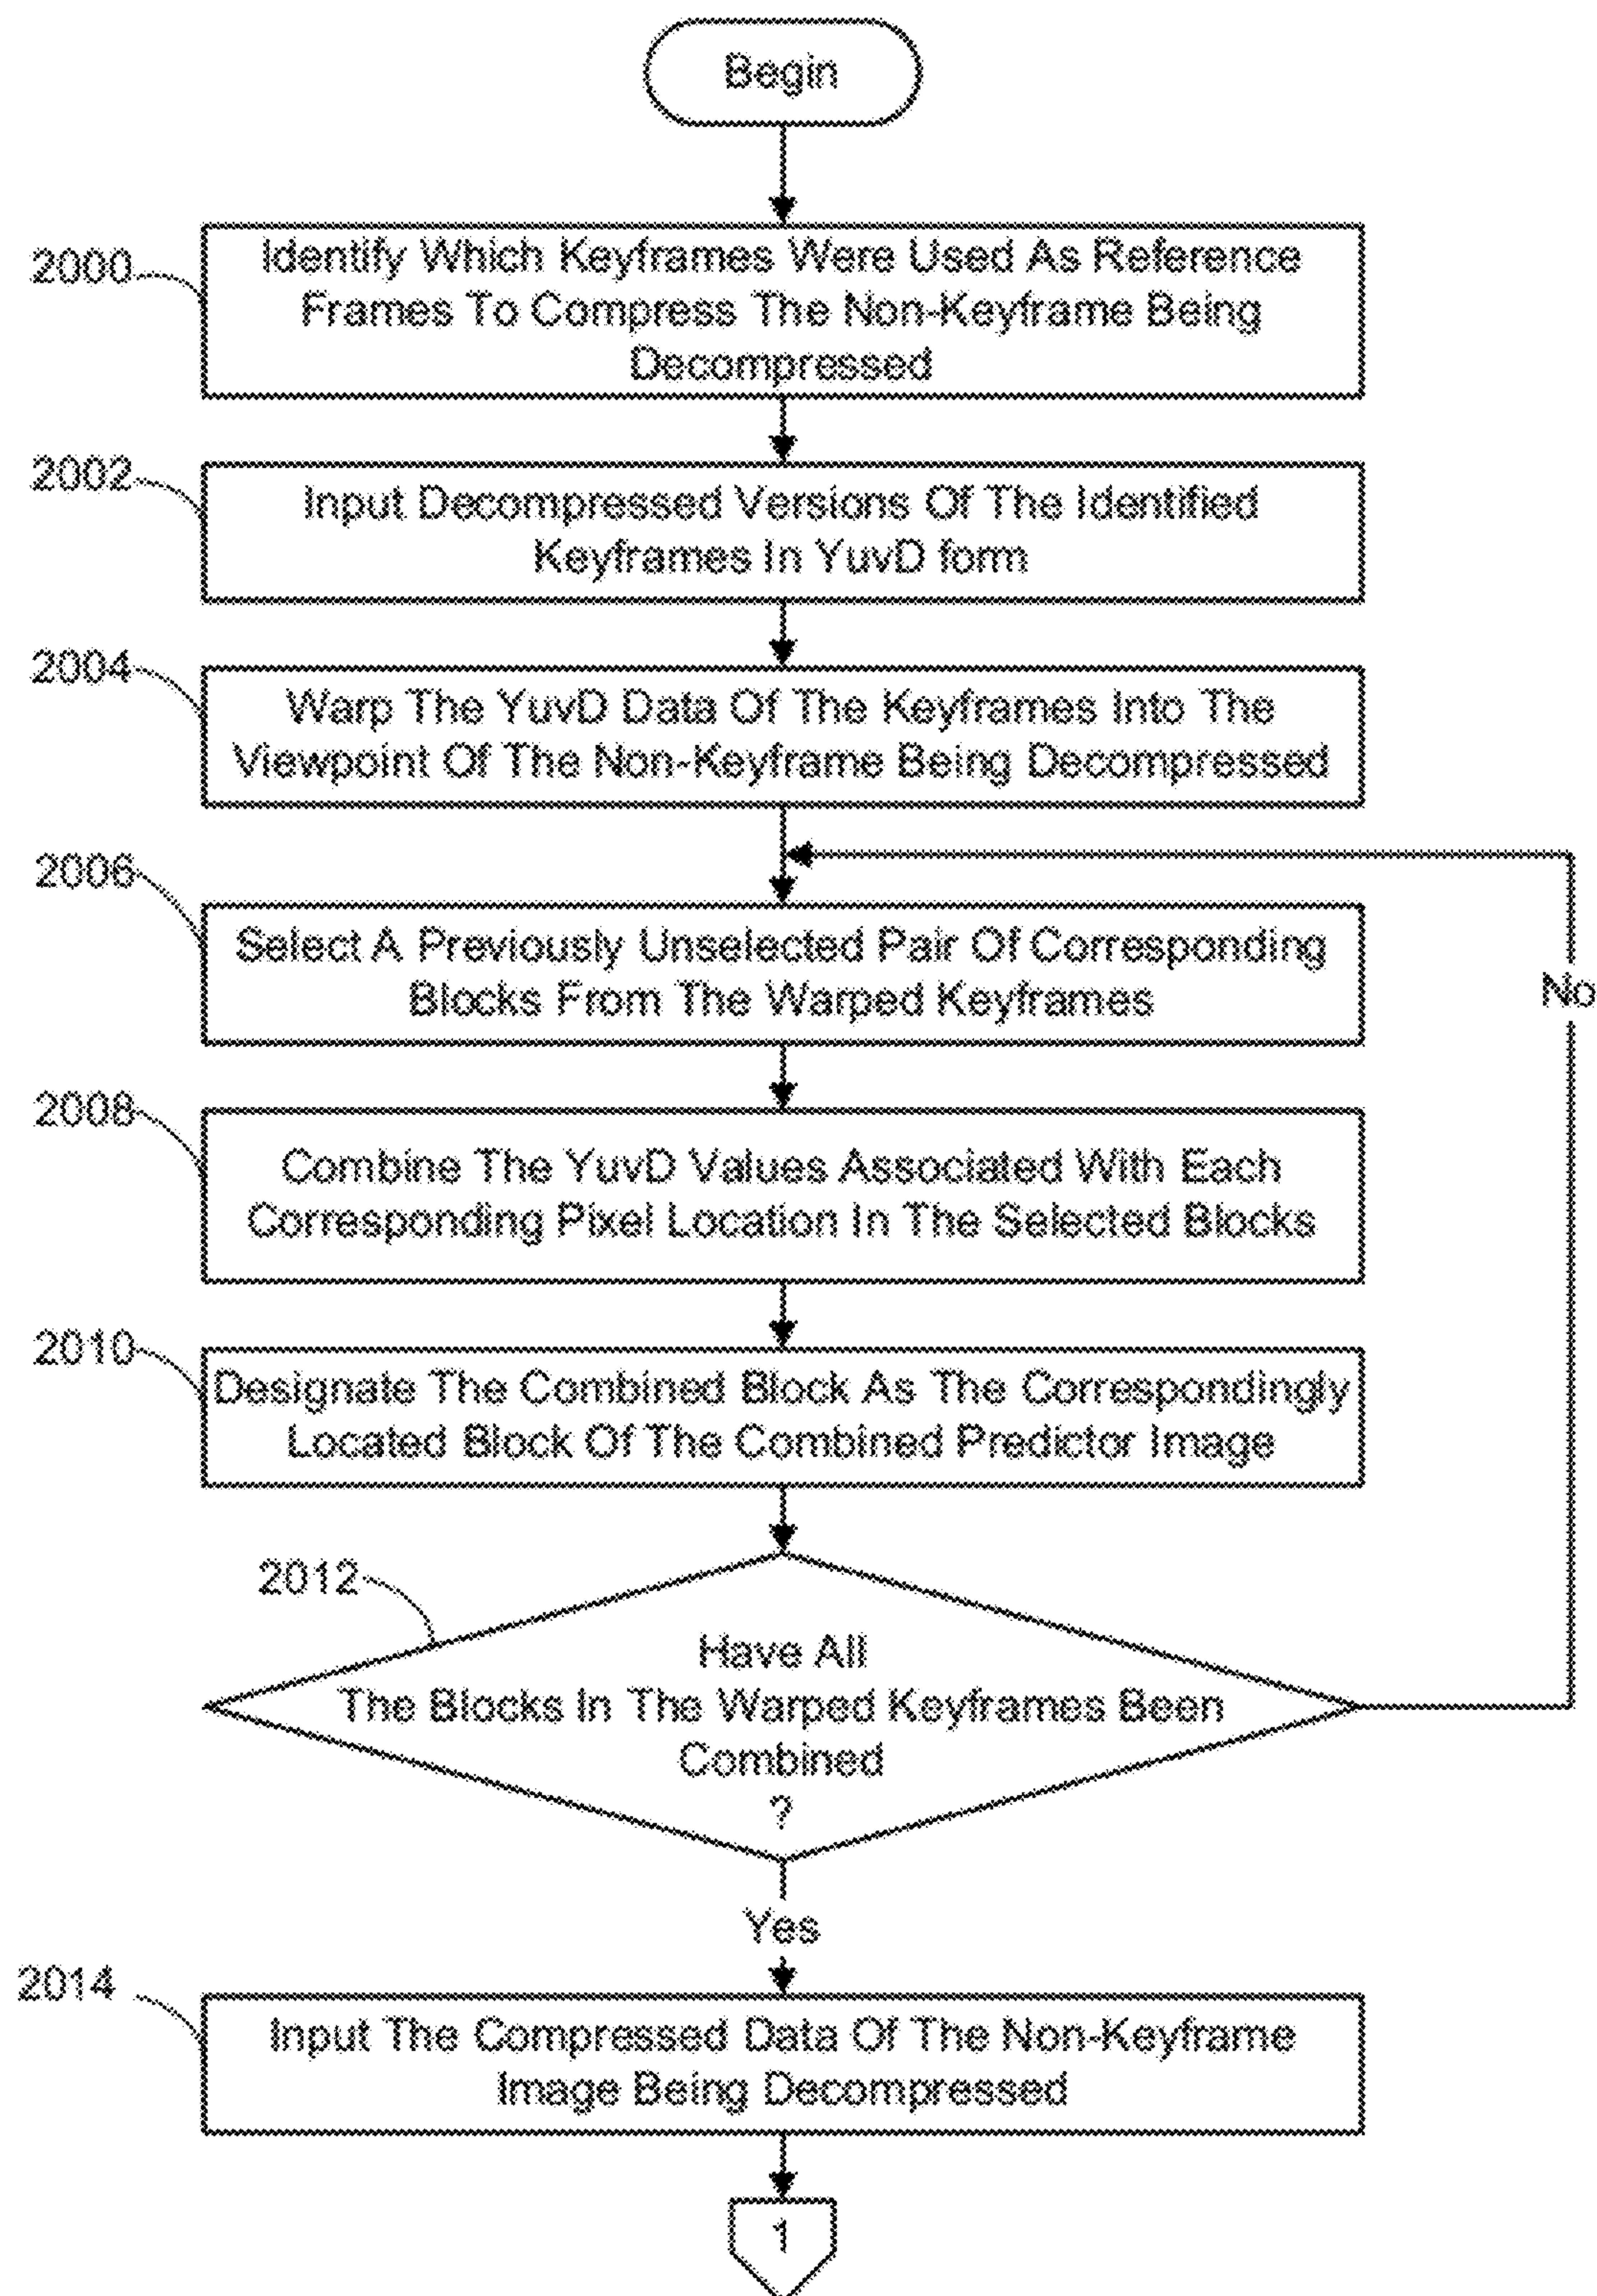 Begin
2000
Identify Which Keyframes Were Used As Reference
Frames To Compress The Non-Keyframe Being
Decompressed
2002
Input Decompressed Versions Of The Identified
Keyframes In YuvD form
2004
Warp The YuvD Data Of The Keyframes Into The
Viewpoint Of The Non-Keyframe Being Decompressed
2006
Select A Previously Unselected Pair Of Corresponding
Blocks From The Warped Keyframes
No
2008
Combine The YuvD Values Associated With Each
Corresponding Pixel Location In The Selected Blocks
2010
Designate The Combined Block As The Correspondingly
Located Block Of The Combined Predictor Image
2012
Have All
The Blocks In The Warped Keyframes Been
Combined
?
Yes
2014
Input The Compressed Data Of The Non-Keyframe
Image Being Decompressed
1